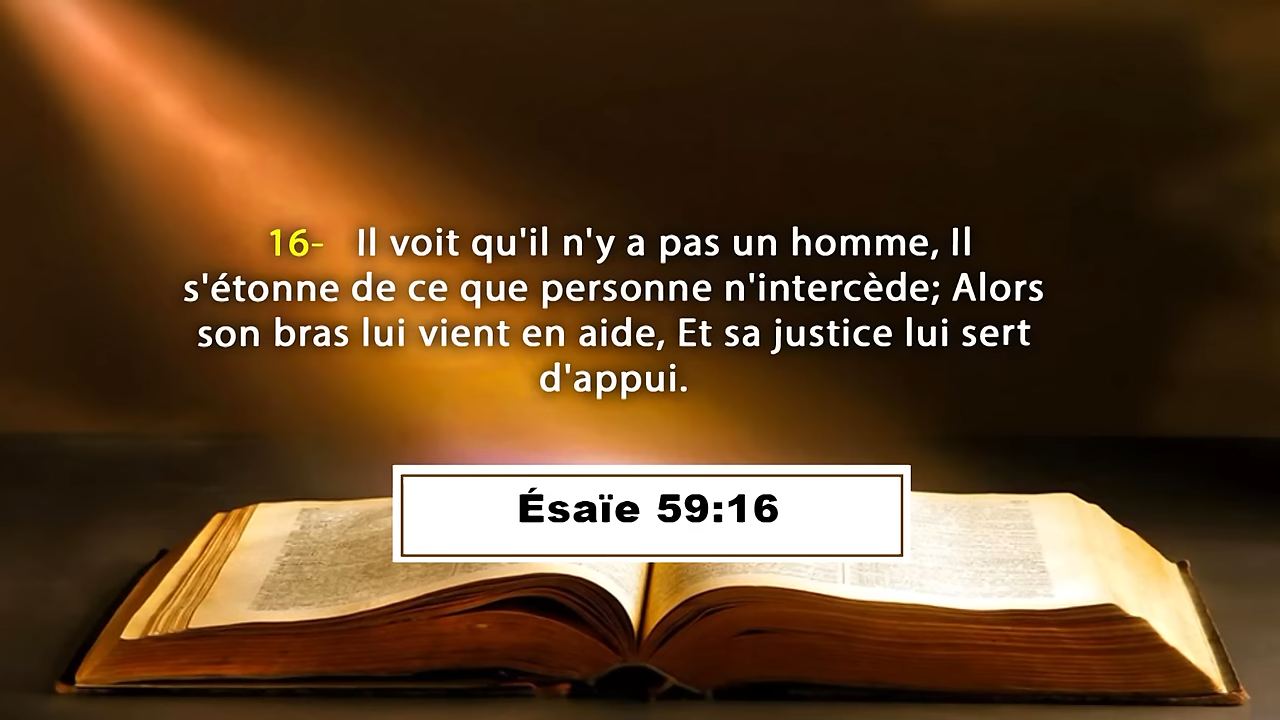 16- Il voit qu'il n'y a pas un homme, Il
s'étonne de ce que personne n'intercède; Alors
son bras lui vient en aide, Et sa justice lui sert
d'appui.
Ésaïe 59:16